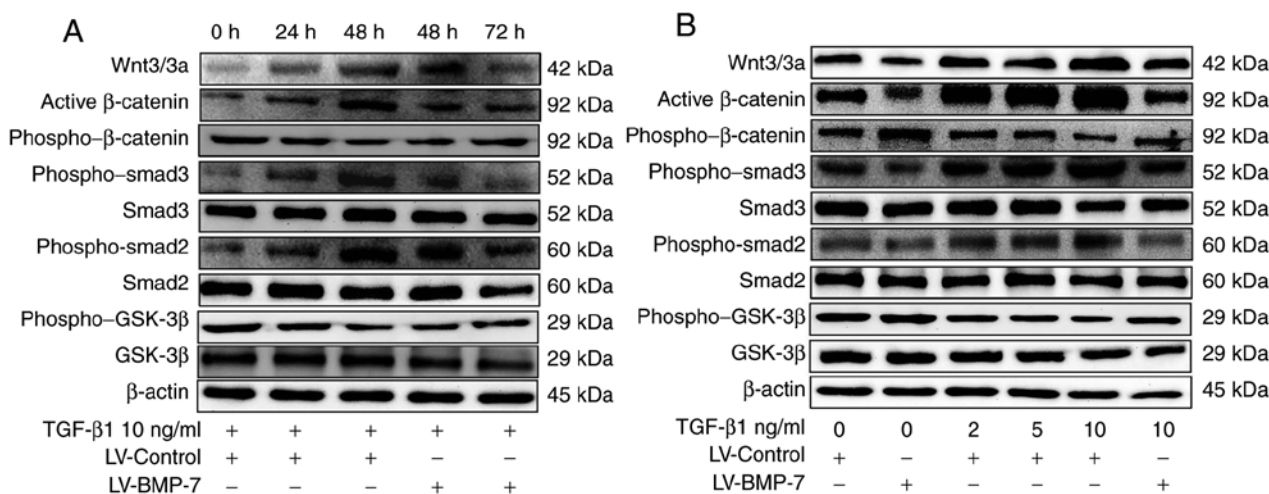 A
0 h 24 h 48 h 48 h 72 h
Wnt3/3a 42 kDa
Active β-catenin 92 kDa
Phospho–β-catenin 92 kDa
Phospho–smad3 52 kDa
Smad3 52 kDa
Phospho-smad2 60 kDa
Smad2 60 kDa
Phospho–GSK-3β 29 kDa
GSK-3β 29 kDa
β-actin 45 kDa
TGF-β1 10 ng/ml + + + + +
LV-Control + + + – –
LV-BMP-7 – – – + +
B
Wnt3/3a 42 kDa
Active β-catenin 92 kDa
Phospho–β-catenin 92 kDa
Phospho–smad3 52 kDa
Smad3 52 kDa
Phospho-smad2 60 kDa
Smad2 60 kDa
Phospho–GSK-3β 29 kDa
GSK-3β 29 kDa
β-actin 45 kDa
TGF-β1 ng/ml 0 0 2 5 10 10
LV-Control + – + + + –
LV-BMP-7 – + – – – +